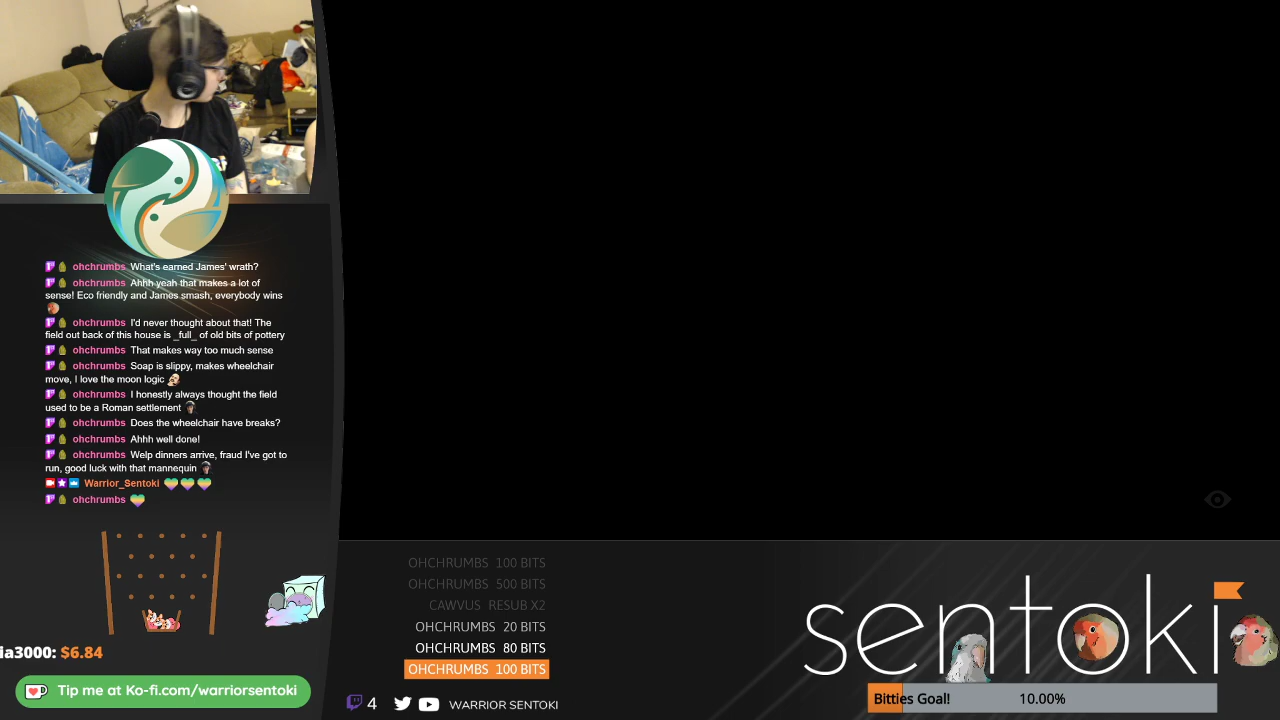 ohchrumbs What's earned James' wrath?
ohchrumbs Ahhh yeah that makes a lot of
sense! Eco friendly and James smash, everybody wins
ohchrumbs I'd never thought about that! The
field out back of this house is _full_ of old bits of pottery
ohchrumbs That makes way too much sense
ohchrumbs Soap is slippy, makes wheelchair
move, I love the moon logic
ohchrumbs I honestly always thought the field
used to be a Roman settlement
ohchrumbs Does the wheelchair have breaks?
ohchrumbs Ahhh well done!
ohchrumbs Welp dinners arrive, fraud I've got to
run, good luck with that mannequin
Warrior_Sentoki
ohchrumbs
ia3000: $6.84
Tip me at Ko-fi.com/warriorsentoki
OHCHRUMBS 100 BITS
OHCHRUMBS 500 BITS
CAWVUS RESUB X2
OHCHRUMBS 20 BITS
OHCHRUMBS 80 BITS
OHCHRUMBS 100 BITS
4 WARRIOR SENTOKI
sentoki
Bitties Goal! 10.00%